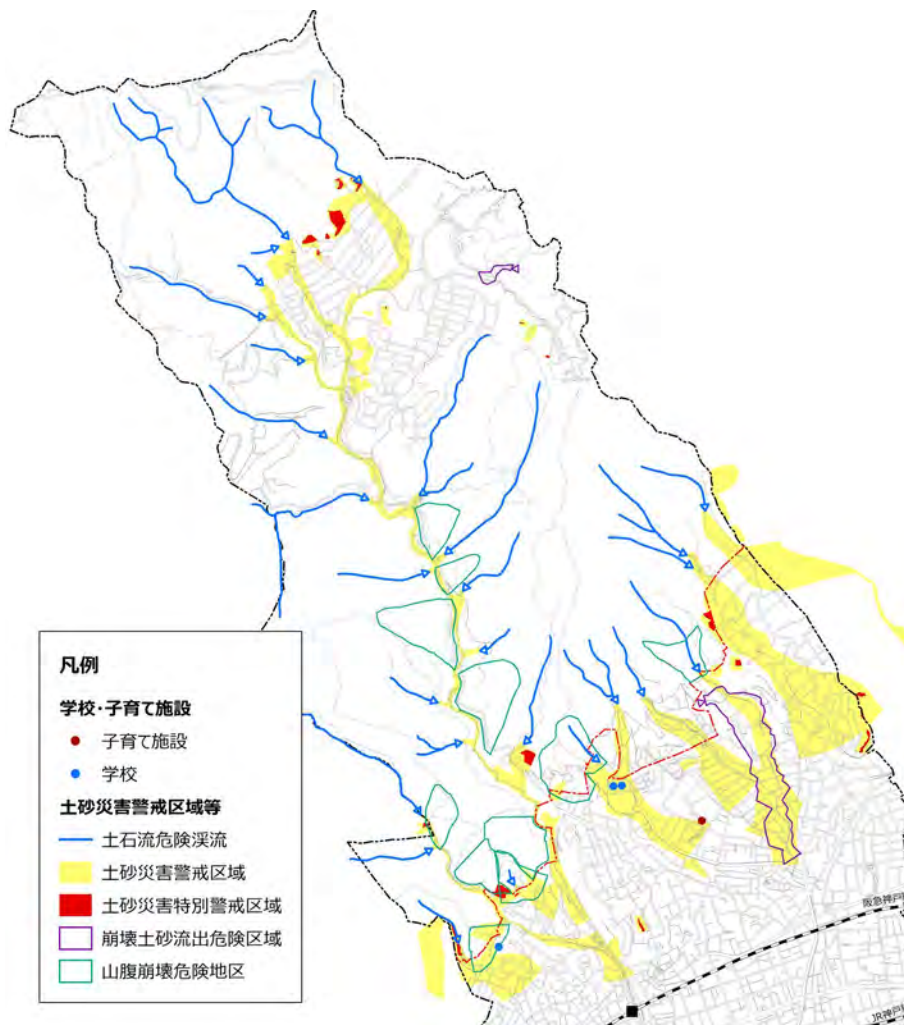 凡例
学校・子育て施設
子育て施設
学校
土砂災害警戒区域等
土石流危険渓流
土砂災害警戒区域
土砂災害特別警戒区域
崩壊土砂流出危険区域
山腹崩壊危険地区
阪急神戸
JR神戸